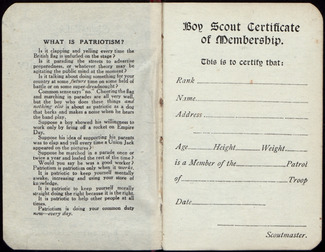 WHAT IS PATRIOTISM?
Is it clapping and yelling every time the
British flag is unfurled on the stage?
Is it parading the streets to advertise
preparedness, or whatever theory may be
agitating the public mind at the moment?
Is it talking about doing something for your
country at some future time on some field of
battle or on some super-dreadnought?
Common sense says "no." Cheering the flag
and marching in parades are all very well,
but the boy who does these things and
nothing else is about as patriotic as a dog
that barks and makes a noise when he hears
the band play.
Suppose a boy showed his willingness to
work only by firing off a rocket on Empire
Day.
Suppose his idea of supporting his parents
was to clap and yell every time a Union Jack
appeared on the pictures?
Suppose he marched in a parade once or
twice a year and loafed the rest of the time?
Would you say he was a good worker?
Patriotism is patriotism only when it works.
It is patriotic to keep yourself mentally
awake, increasing and using your store of
knowledge.
It is patriotic to keep yourself morally
straight doing the right because it is the right.
It is patriotic to help other people at all
times.
Patriotism is doing your common duty
now—every day.
Boy Scout Certificate
of Membership.
This is to certify that:
Rank
Name
Age Height Weight
is a Member of the Patrol
of Troop
Date
Scoutmaster.